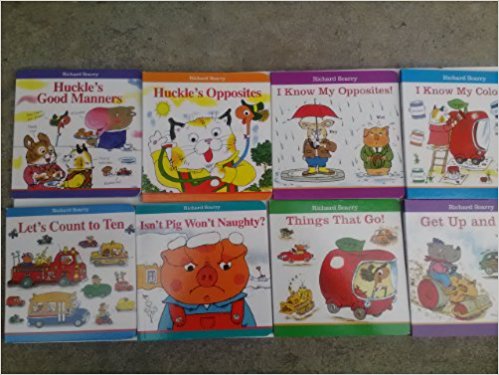 Richard Scarry
Huckle's
Good Manners
Richard Scarry
Huckle's Opposites
Richard Scarry
I Know My Opposites!
Richard Scarry
I Know My Colo
Richard Scarry
Let's Count to Ten
Richard Scarry
Isn't Pig Won't Naughty?
Richard Scarry
Things That Go!
Richard Scarry
Get Up and